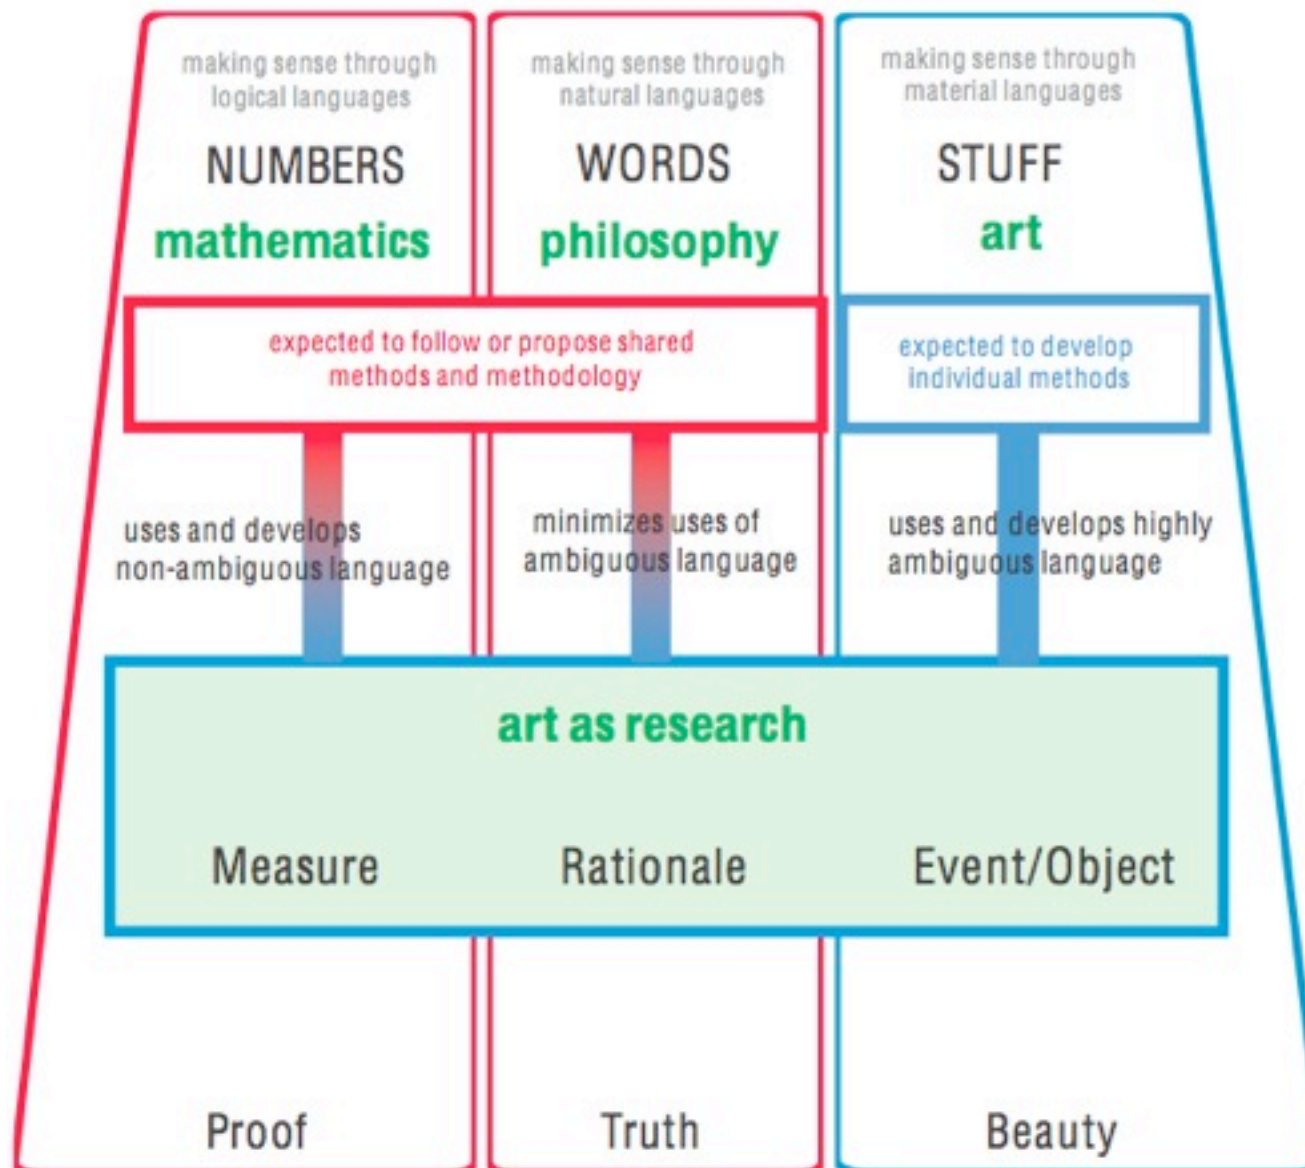 making sense through
logical languages
NUMBERS
mathematics
making sense through
natural languages
WORDS
philosophy
making sense through
material languages
STUFF
art
expected to follow or propose shared
methods and methodology
expected to develop
individual methods
uses and develops
non-ambiguous language
minimizes uses of
ambiguous language
uses and develops highly
ambiguous language
art as research
Measure
Rationale
Event/Object
Proof
Truth
Beauty